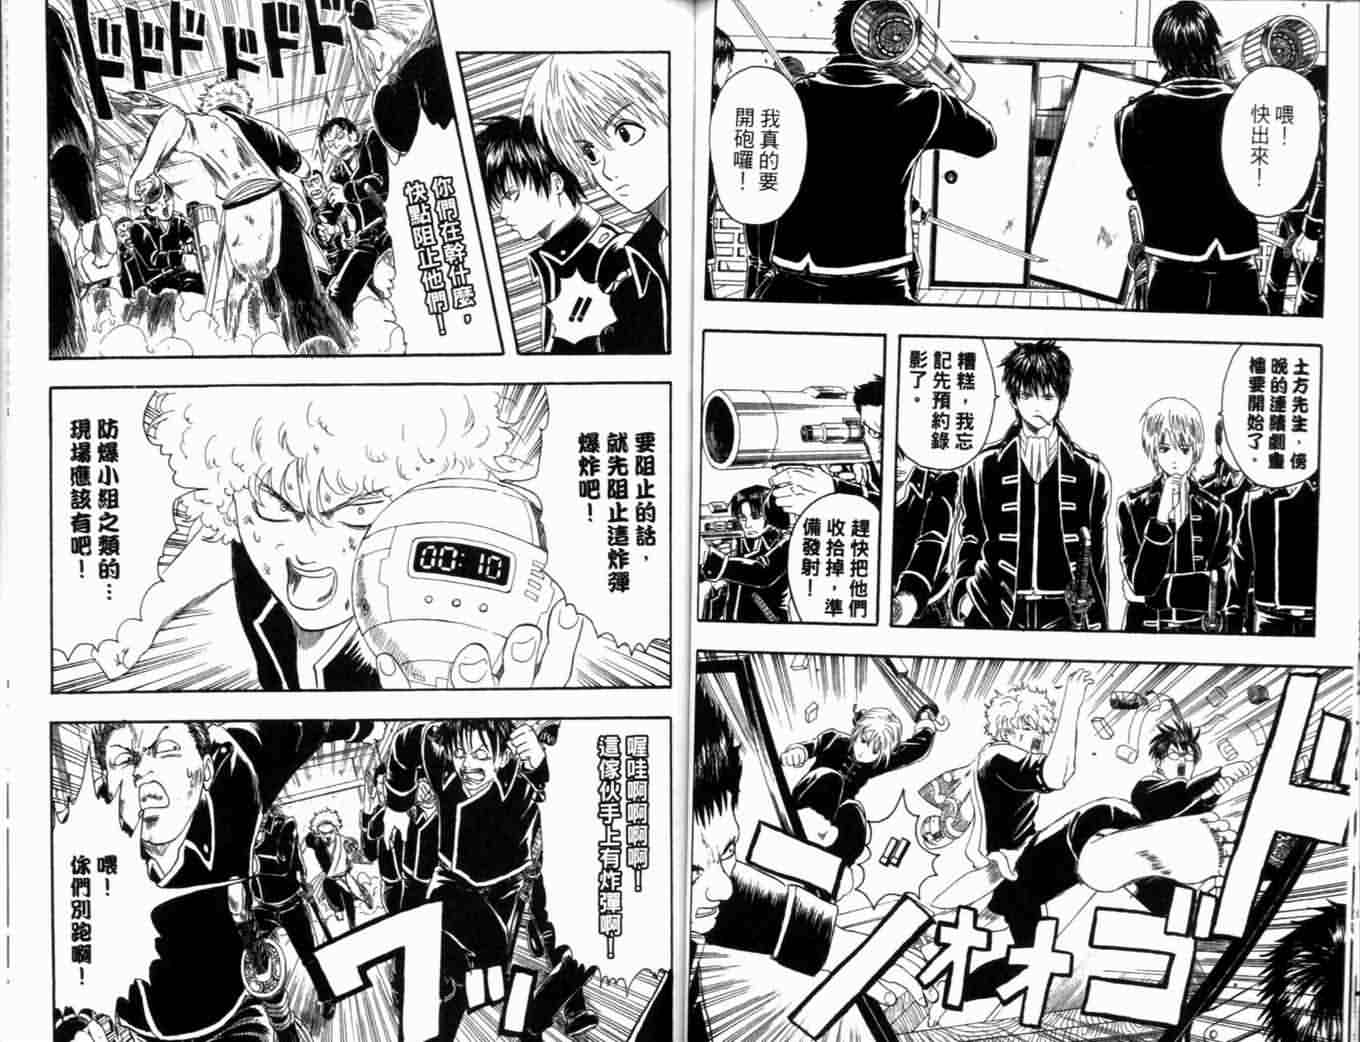 喂！
快出來！
我真的要
開砲囉！
土方先生，傍
晚的連續劇重
播要開始了。
糟糕，我忘
記先預約錄
影了。
趕快把他們
收拾掉，準
備發射！
!!
ドゴォォン
!!
ドドドドドド
你們在幹什麼，
快點阻止他們！
要阻止的話，
就先阻止這炸彈
爆炸吧！
00:10
防爆小組之類的…
現場應該有吧！
喔哇啊啊啊啊！
這傢伙手上有炸彈啊！
ワッ
喂！
你們別跑啊！